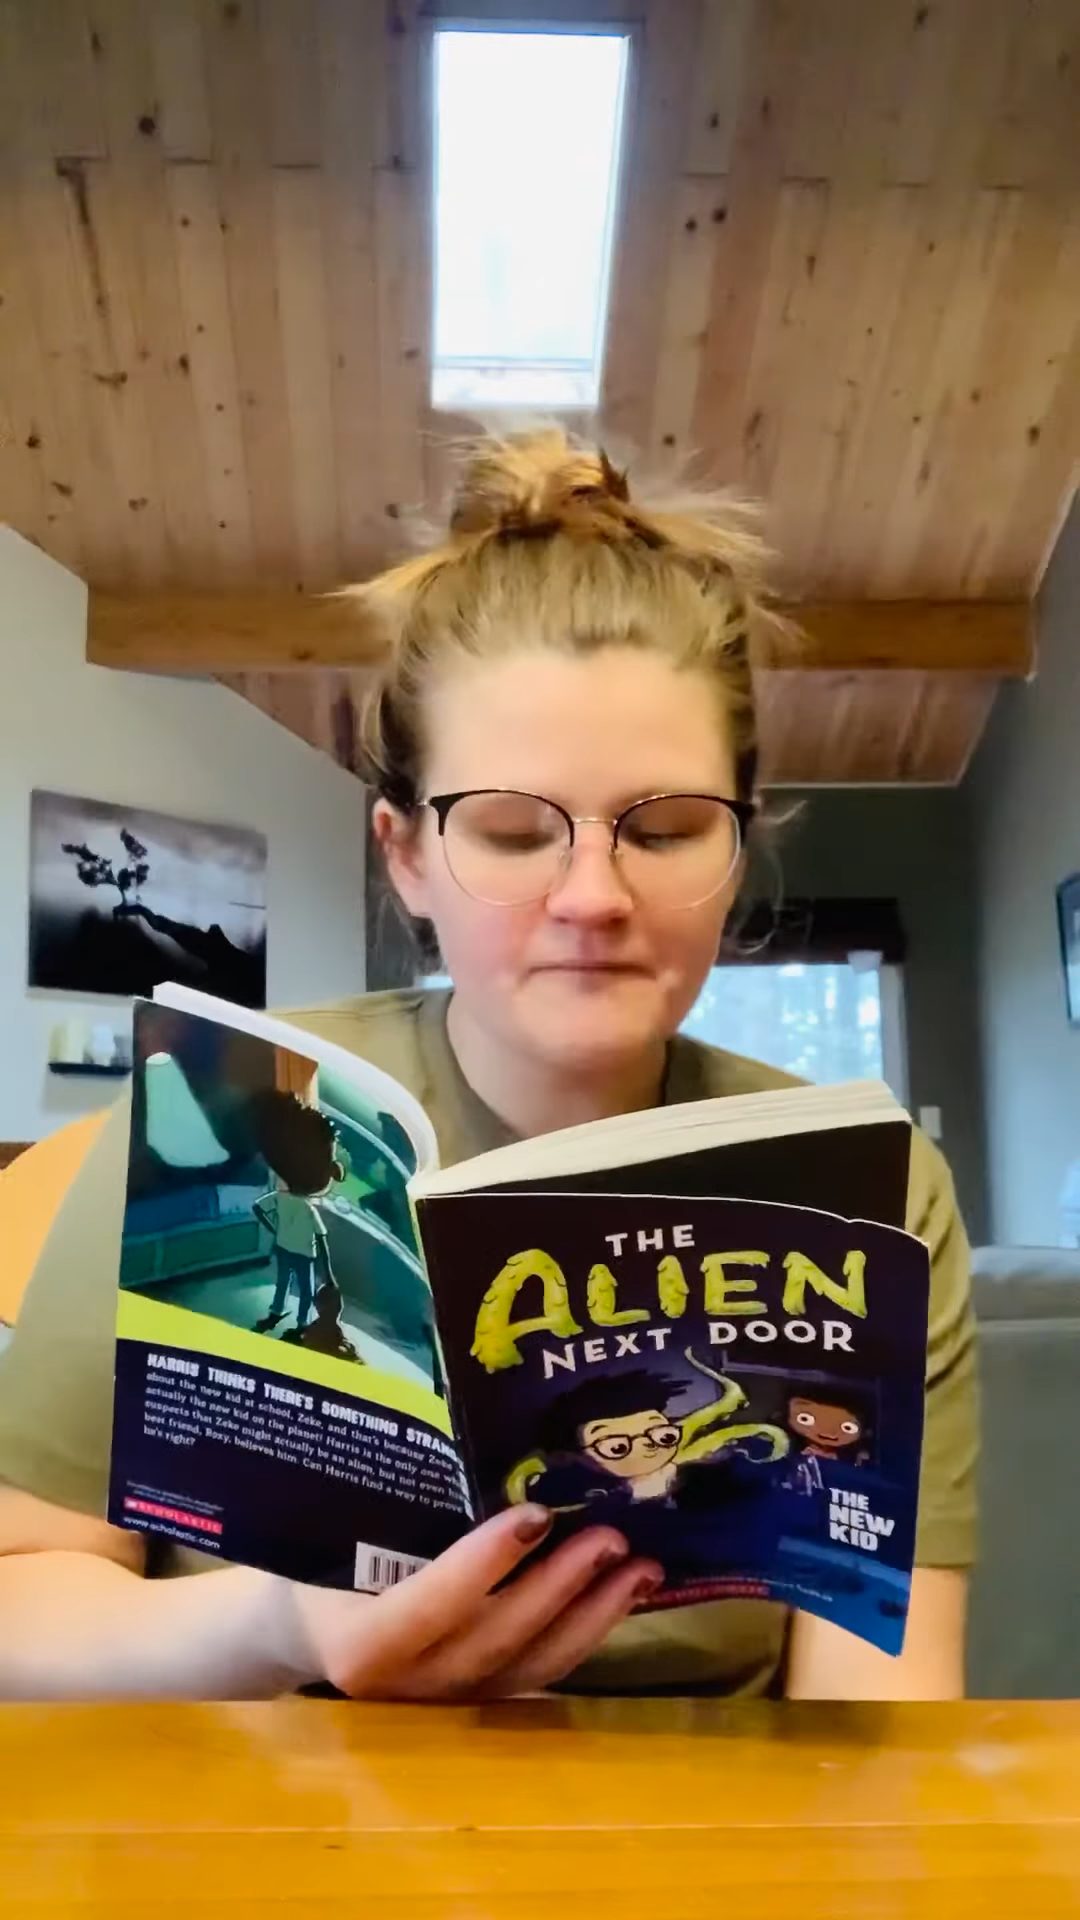 THE
ALIEN
NEXT DOOR
THE
NEW
KID
HARRIS THINKS THERE'S SOMETHING
about the new kid at school, Zeke, and that's because Zeke
actually the new kid on the planet! Harris is the only one
suspects that Zeke might actually be an alien, but not even
best friend, Roxy, believes him. Can Harris find a way to prove
he's right?
SCHOLASTIC
www.scholastic.com